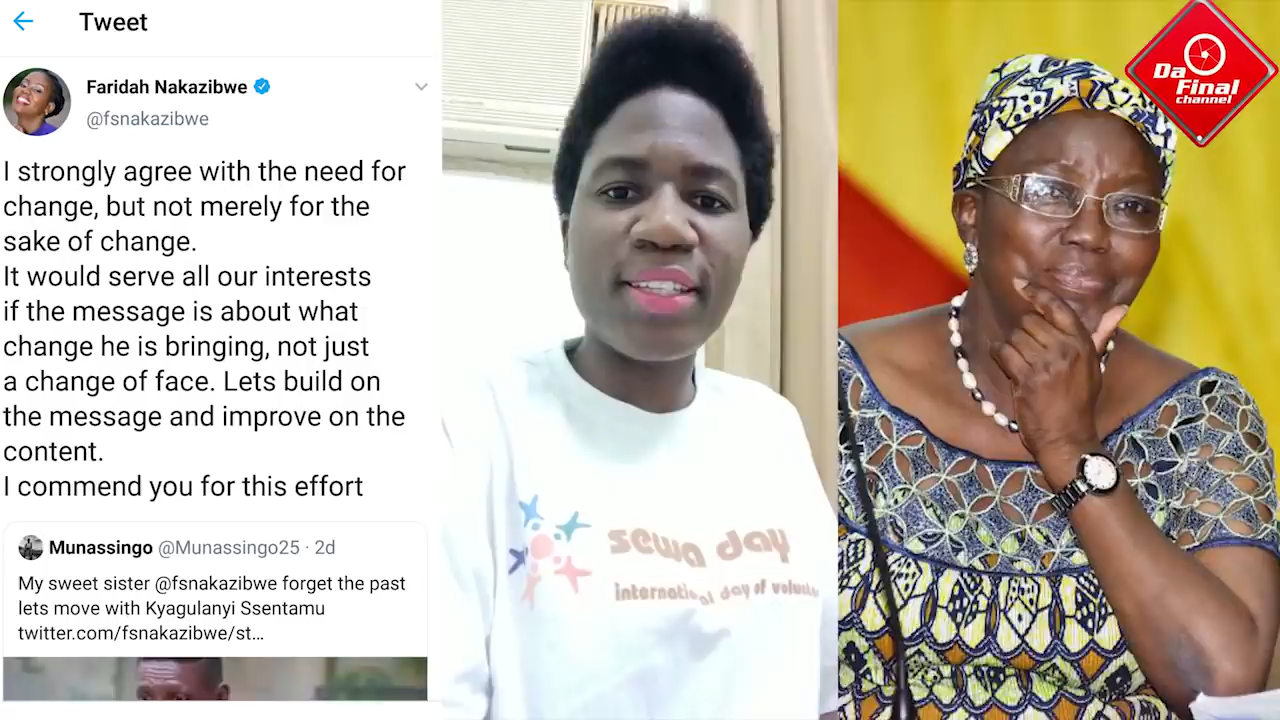 Tweet
Faridah Nakazibwe
@fsnakazibwe
I strongly agree with the need for
change, but not merely for the
sake of change.
It would serve all our interests
if the message is about what
change he is bringing, not just
a change of face. Lets build on
the message and improve on the
content.
I commend you for this effort
Munassingo @Munassingo25 · 2d
My sweet sister @fsnakazibwe forget the past
lets move with Kyagulanyi Ssentamu
twitter.com/fsnakazibwe/st...
sewa day
international day of
Da Final
channel